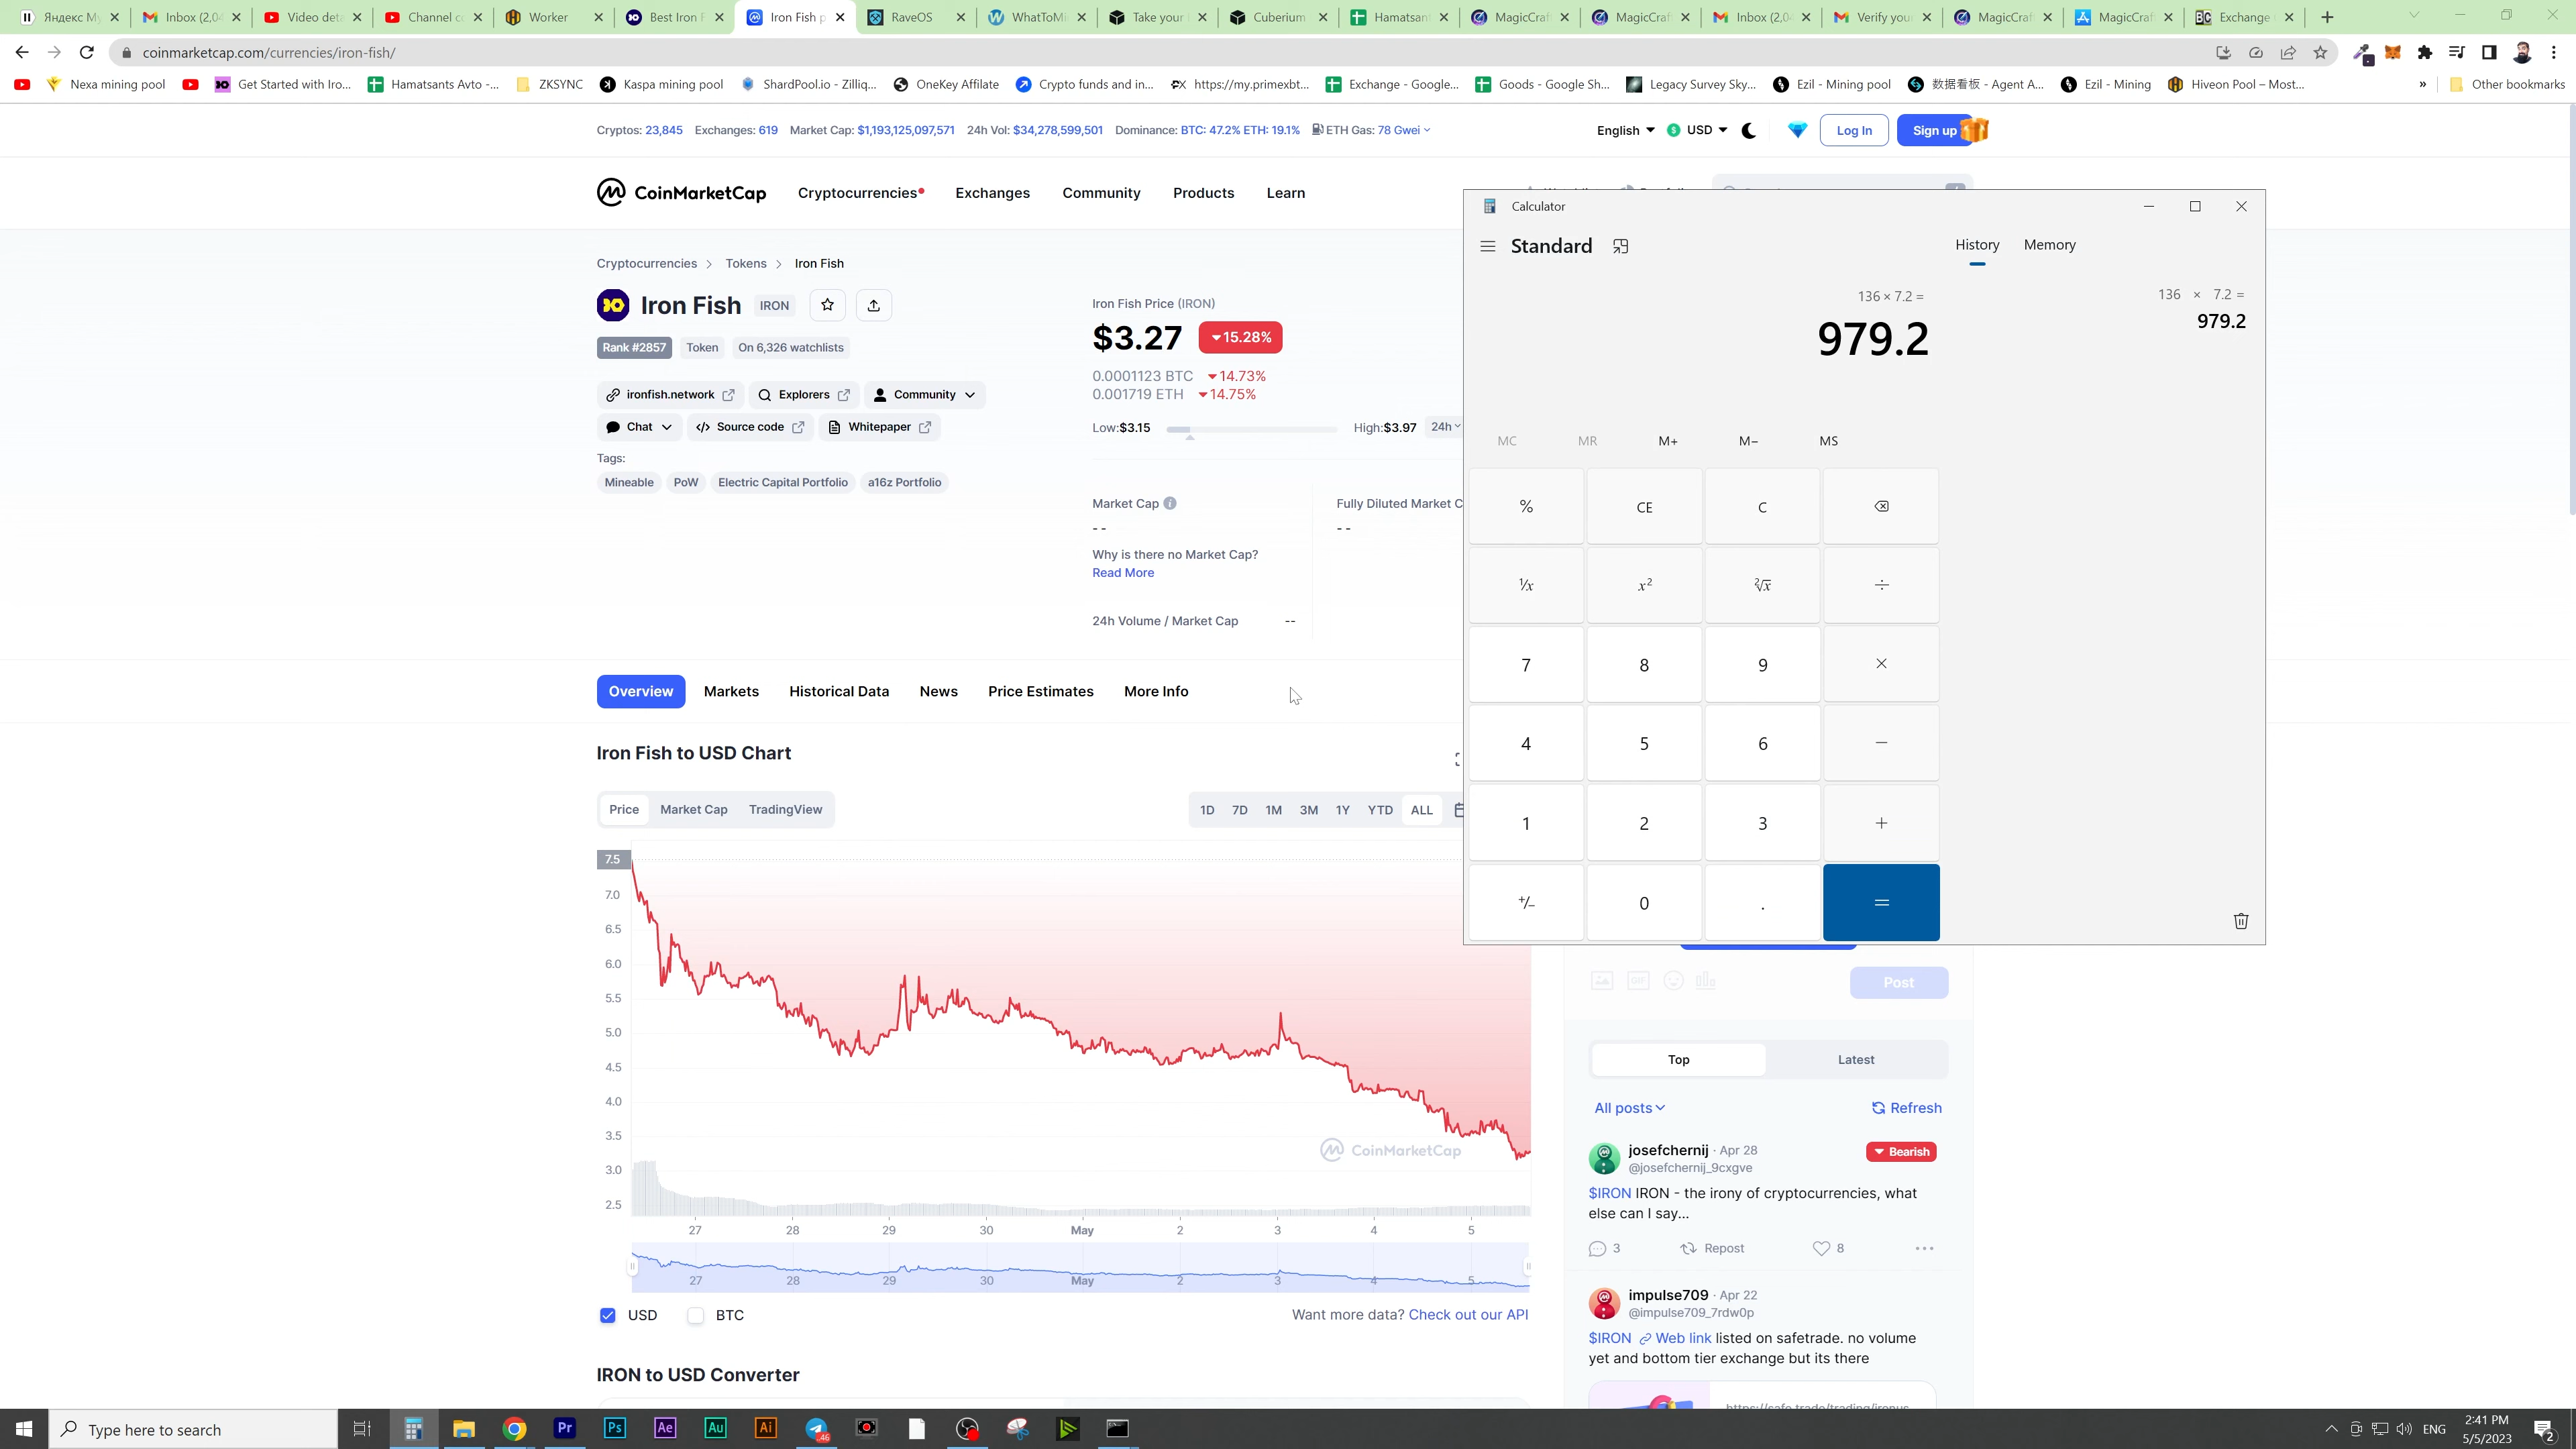 Яндекс М
Inbox (2,0
Video det
Channel c
Worker
Best Iron F
Iron Fish p
RaveOS
WhatToMi
Take your
Cuberium
Hamatsan
MagicCraf
MagicCraf
Inbox (2,0
Verify you
MagicCraf
MagicCraf
Exchange
coinmarketcap.com/currencies/iron-fish/
Nexa mining pool
Get Started with Iro...
Hamatsants Avto -...
ZKSYNC
Kaspa mining pool
ShardPool.io - Zilliq...
OneKey Affilate
Crypto funds and in...
https://my.primexbt...
Exchange - Google...
Goods - Google Sh...
Legacy Survey Sky...
Ezil - Mining pool
数据看板 - Agent A...
Ezil - Mining
Hiveon Pool – Most...
»
Other bookmarks
Cryptos: 23,845 Exchanges: 619 Market Cap: $1,193,125,097,571 24h Vol: $34,278,599,501 Dominance: BTC: 47.2% ETH: 19.1% ETH Gas: 78 Gwei
English
USD
Log In
Sign up
CoinMarketCap
Cryptocurrencies
Exchanges
Community
Products
Learn
Cryptocurrencies > Tokens > Iron Fish
Iron Fish IRON
Rank #2857 Token On 6,326 watchlists
ironfish.network Explorers Community
Chat Source code Whitepaper
Tags:
Mineable PoW Electric Capital Portfolio a16z Portfolio
Iron Fish Price (IRON)
$3.27 15.28%
0.0001123 BTC 14.73%
0.001719 ETH 14.75%
Low:$3.15 High:$3.97 24h
Market Cap
- -
Why is there no Market Cap?
Read More
Fully Diluted Market C
- -
24h Volume / Market Cap --
Calculator
Standard
History Memory
136 × 7.2 =
979.2
136 × 7.2 =
979.2
MC MR M+ M− MS
% CE C
⅟x x² ²√x ÷
7 8 9 ×
4 5 6 −
1 2 3 +
+/− 0 . =
Overview Markets Historical Data News Price Estimates More Info
Iron Fish to USD Chart
Price Market Cap TradingView
1D 7D 1M 3M 1Y YTD ALL
7.5
7.0
6.5
6.0
5.5
5.0
4.5
4.0
3.5
3.0
2.5
CoinMarketCap
27 28 29 30 May 2 3 4 5
27 28 29 30 May 2 3 4 5
USD BTC
Want more data? Check out our API
IRON to USD Converter
GIF
Post
Top Latest
All posts
Refresh
josefchernij · Apr 28
@josefchernij_9cxgve
Bearish
$IRON IRON - the irony of cryptocurrencies, what
else can I say...
3 Repost 8
impulse709 · Apr 22
@impulse709_7rdw0p
$IRON Web link listed on safetrade. no volume
yet and bottom tier exchange but its there
Type here to search
Pr
Ps
Ae
Au
Ai
46
ENG
2:41 PM
5/5/2023
2